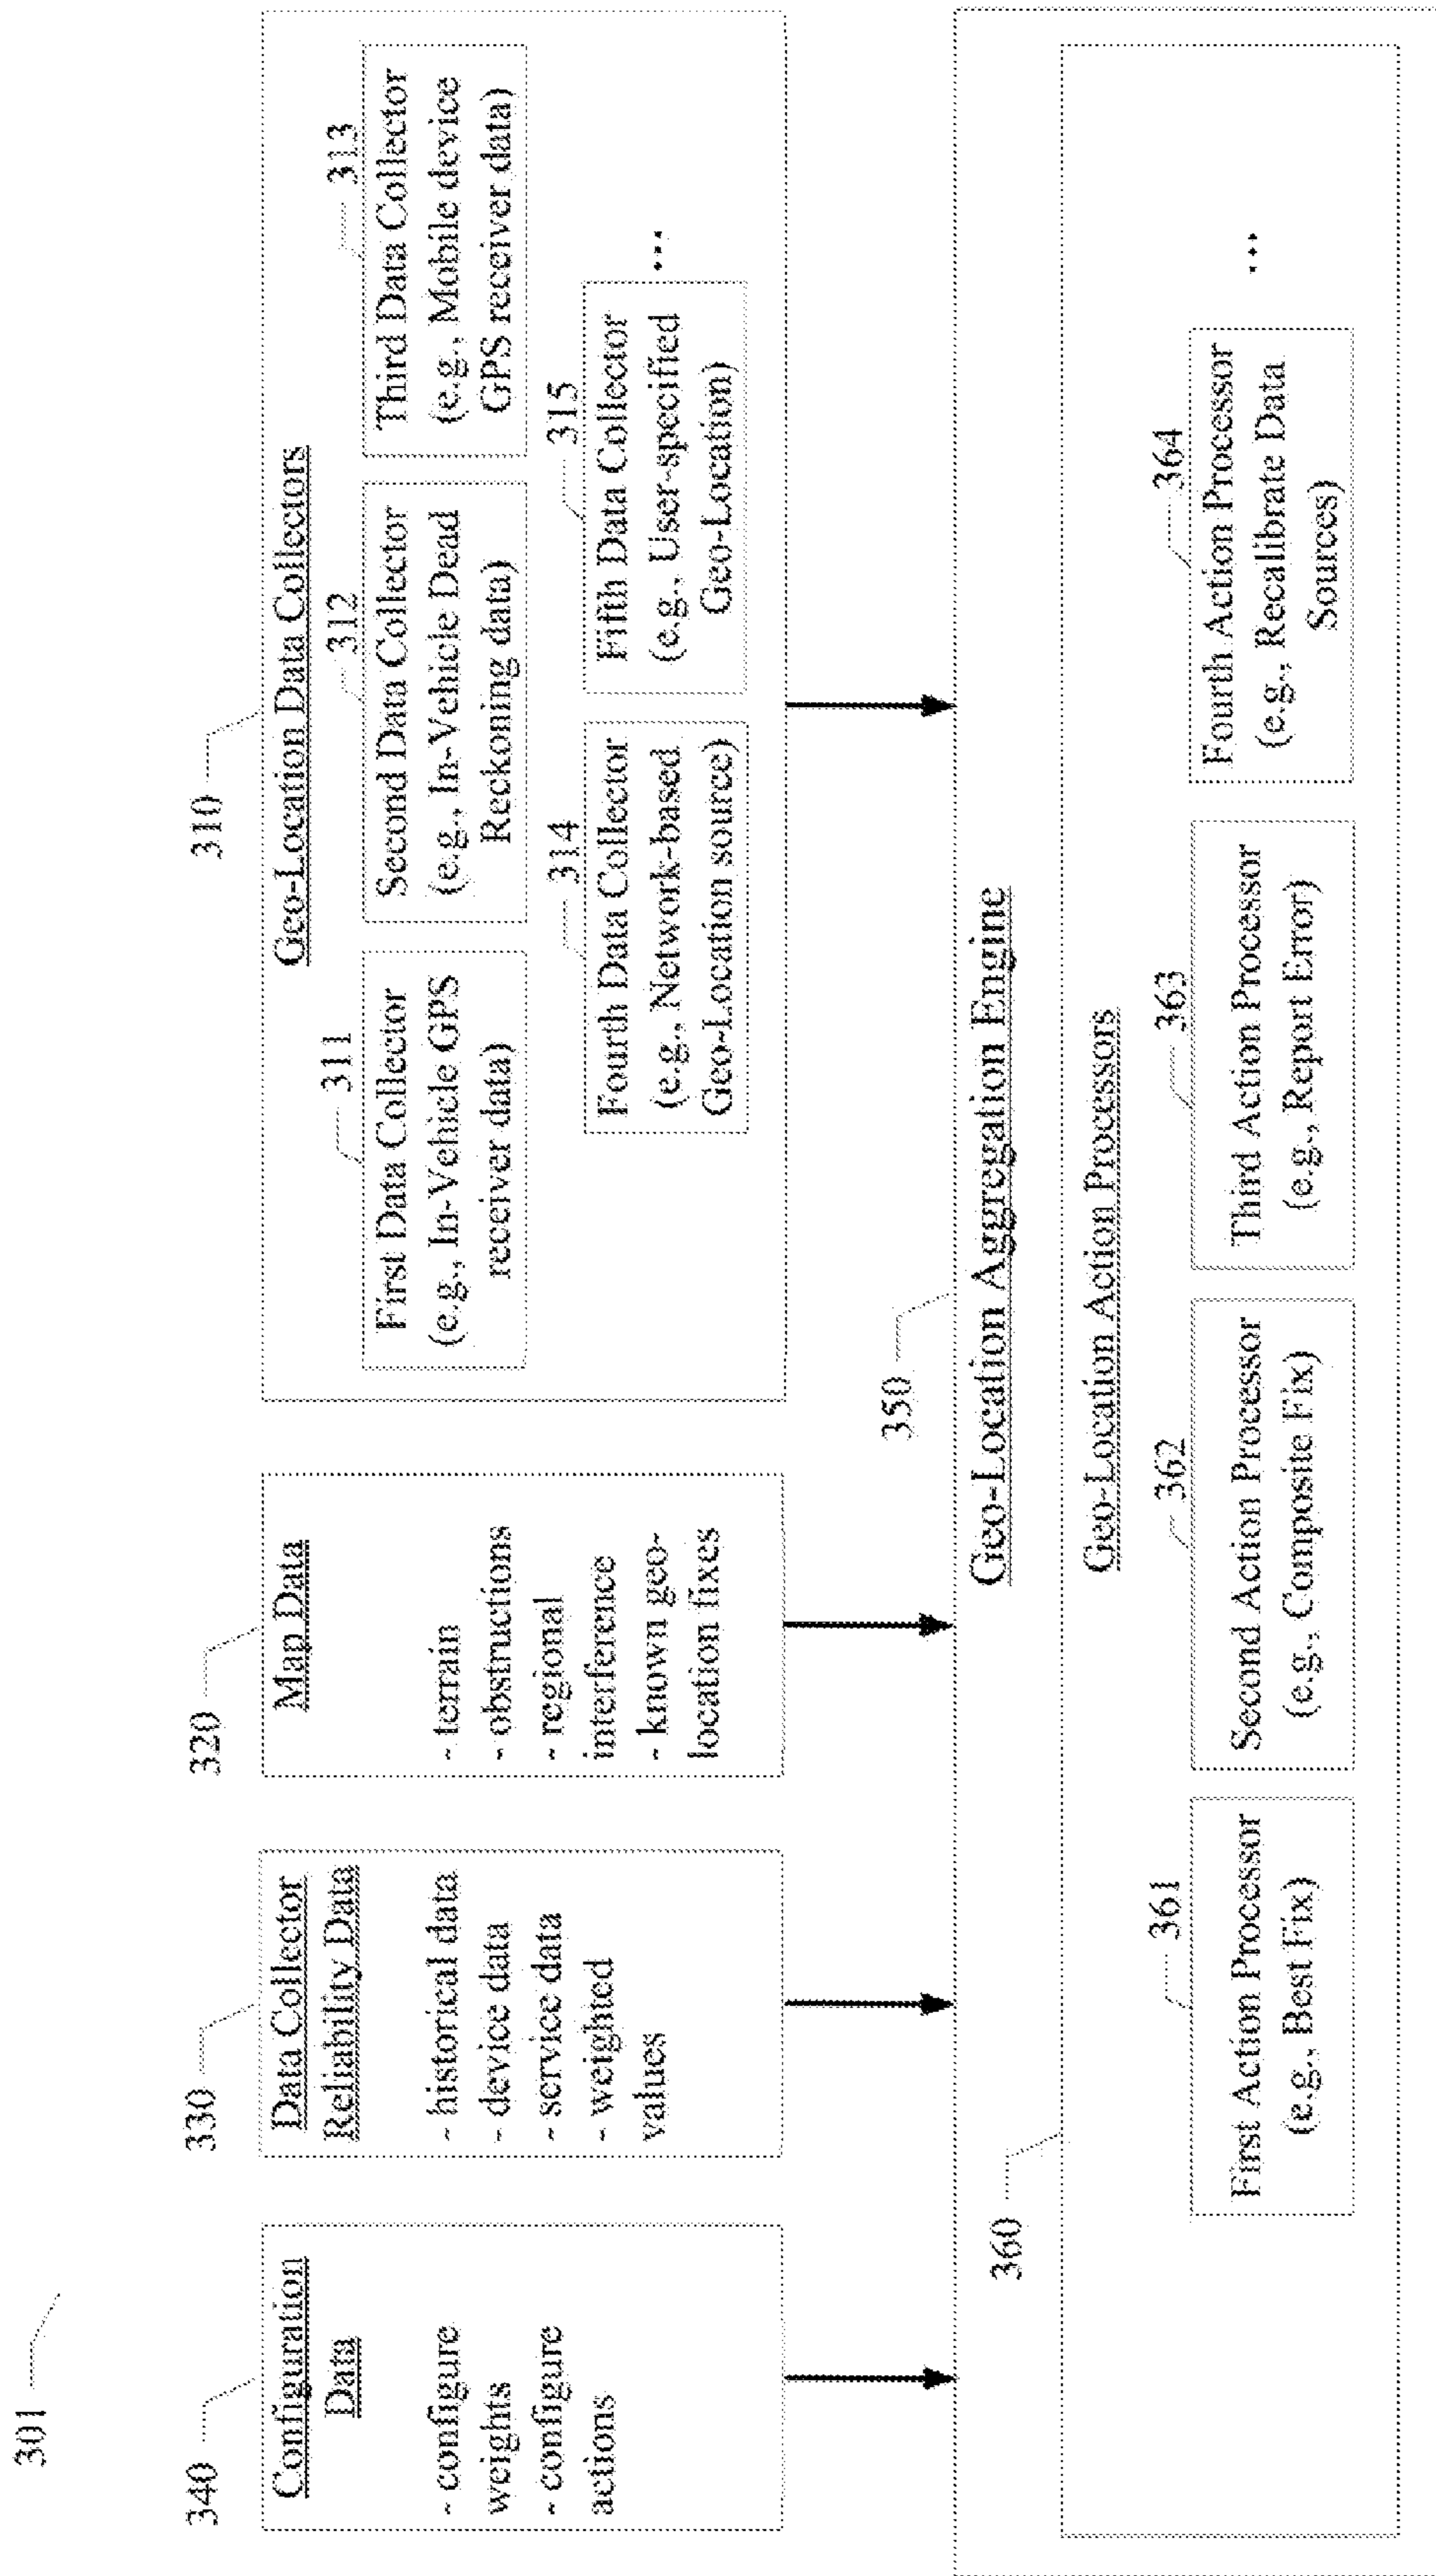 301
340
Configuration
Data
- configure
weights
- configure
actions
330
Data Collector
Reliability Data
- historical data
- device data
- service data
- weighted
values
320
Map Data
- terrain
- obstructions
- regional
interference
- known geo-
location fixes
310
Geo-Location Data Collectors
311
First Data Collector
(e.g., In-Vehicle GPS
receiver data)
312
Second Data Collector
(e.g., In-Vehicle Dead
Reckoning data)
313
Third Data Collector
(e.g., Mobile device
GPS receiver data)
314
Fourth Data Collector
(e.g., Network-based
Geo-Location source)
315
Fifth Data Collector
(e.g., User-specified
Geo-Location)
...
350
Geo-Location Aggregation Engine
360
Geo-Location Action Processors
361
First Action Processor
(e.g., Best Fix)
362
Second Action Processor
(e.g., Composite Fix)
363
Third Action Processor
(e.g., Report Error)
364
Fourth Action Processor
(e.g., Recalibrate Data
Sources)
...